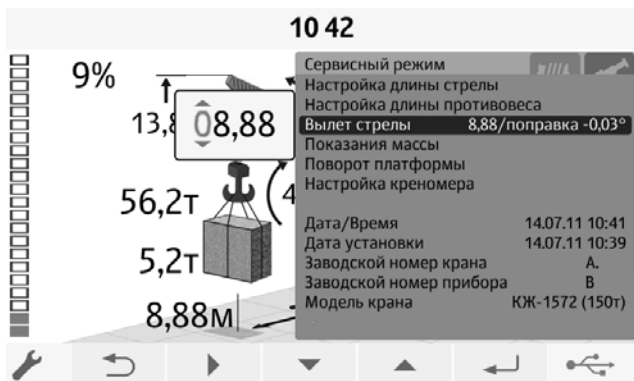 10 42
9%
13,8
08,88
56,2т
4
5,2т
8,88м
Сервисный режим
Настройка длины стрелы
Настройка длины противовеса
Вылет стрелы 8,88/поправка -0,03°
Показания массы
Поворот платформы
Настройка креномера
Дата/Время 14.07.11 10:41
Дата установки 14.07.11 10:39
Заводской номер крана А.
Заводской номер прибора В
Модель крана КЖ-1572 (150т)